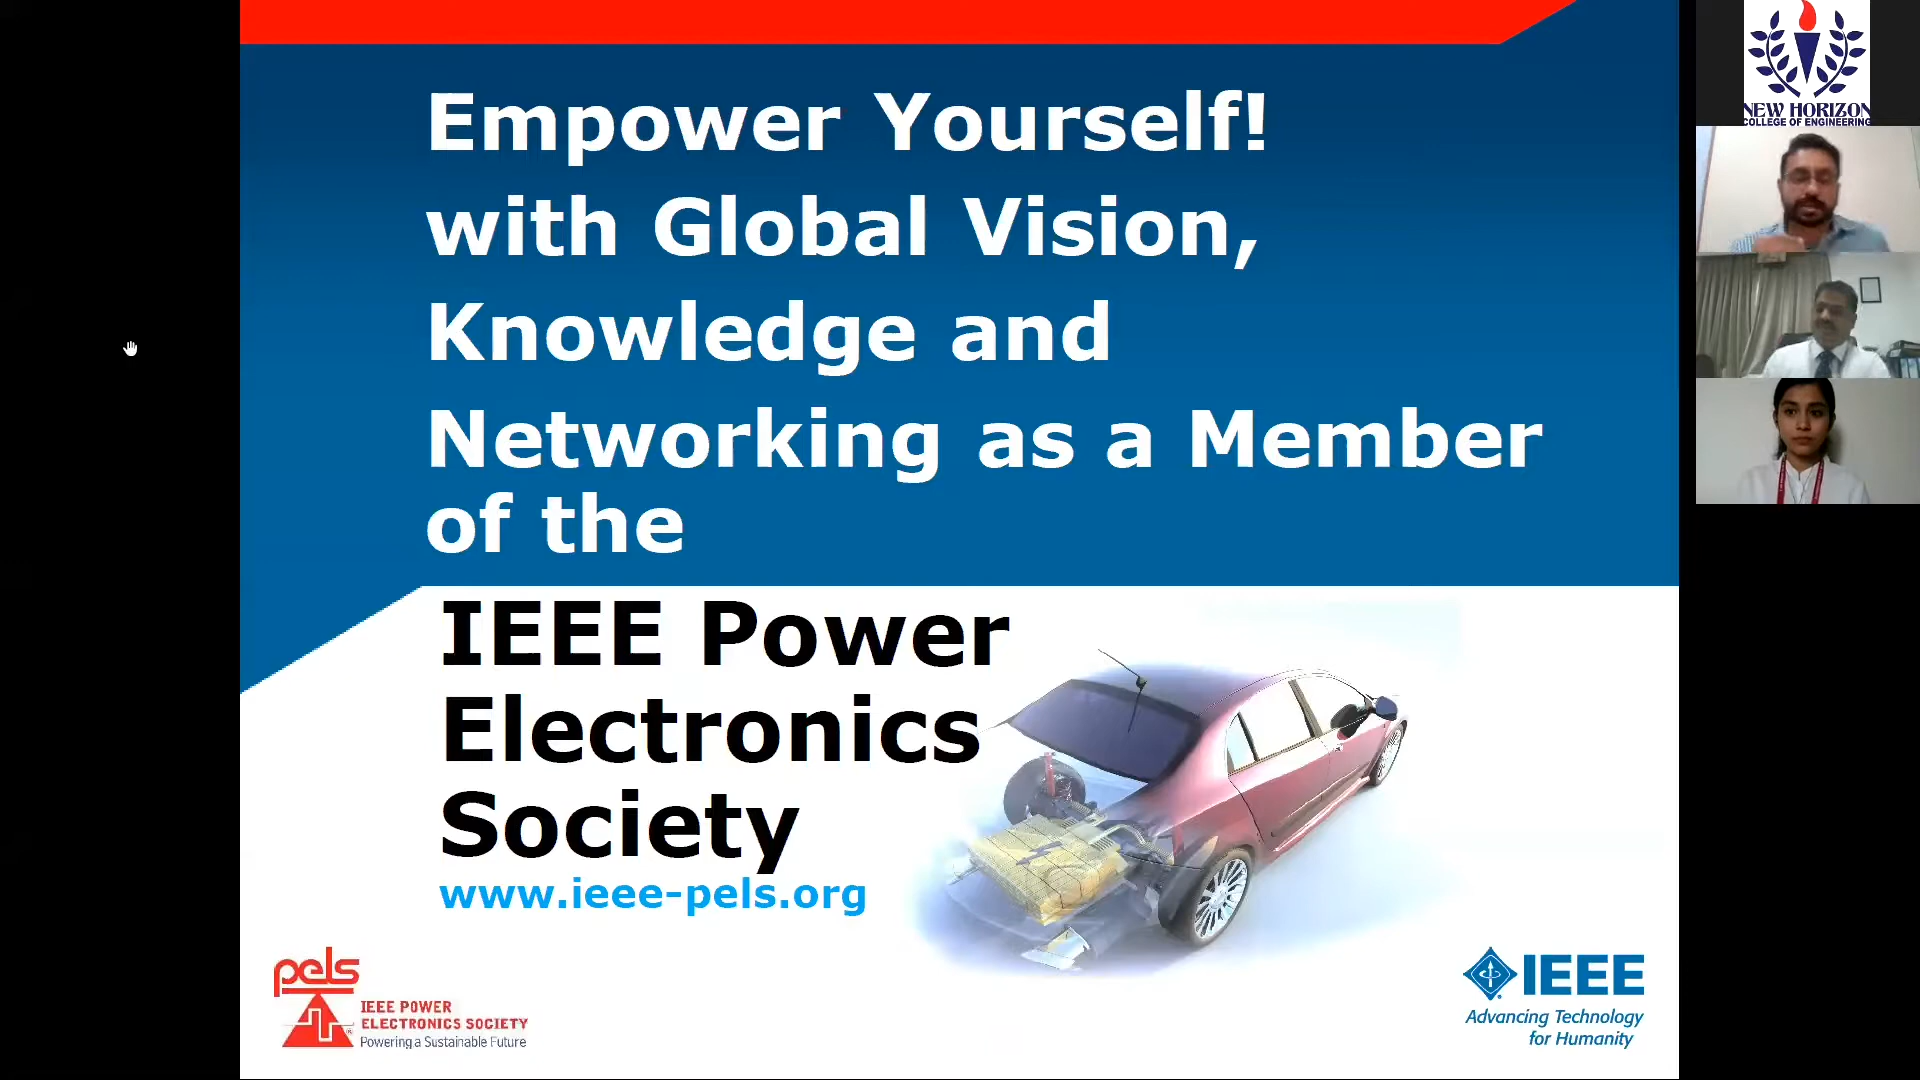 Empower Yourself!
with Global Vision,
Knowledge and
Networking as a Member
of the
IEEE Power
Electronics
Society
www.ieee-pels.org
pels
IEEE POWER
ELECTRONICS SOCIETY
Powering a Sustainable Future
IEEE
Advancing Technology
for Humanity
NEW HORIZON
COLLEGE OF ENGINEERING